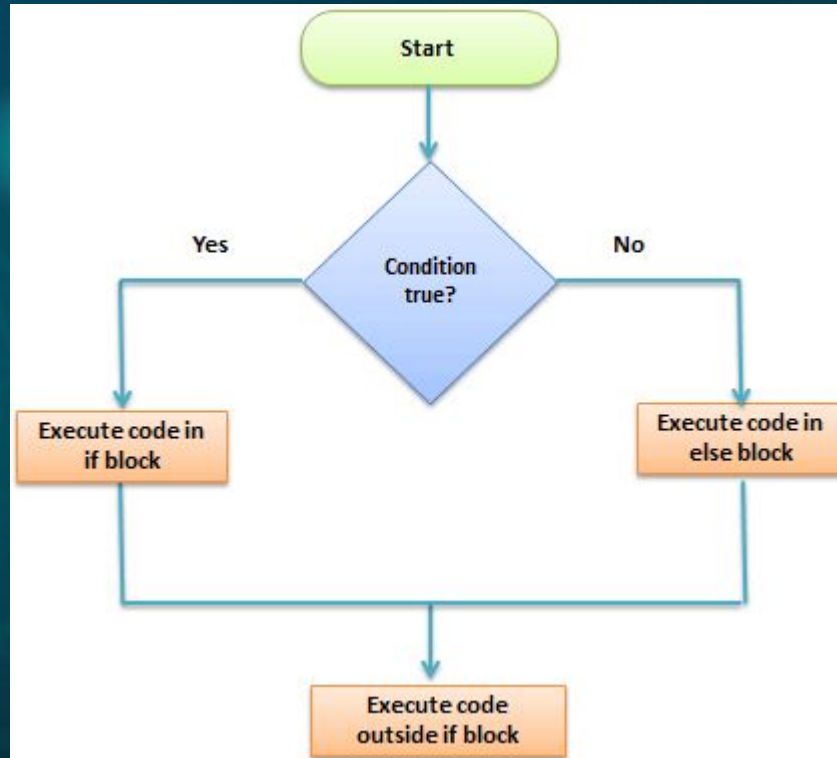 Start
Yes
No
Condition
true?
Execute code in
if block
Execute code in
else block
Execute code
outside if block